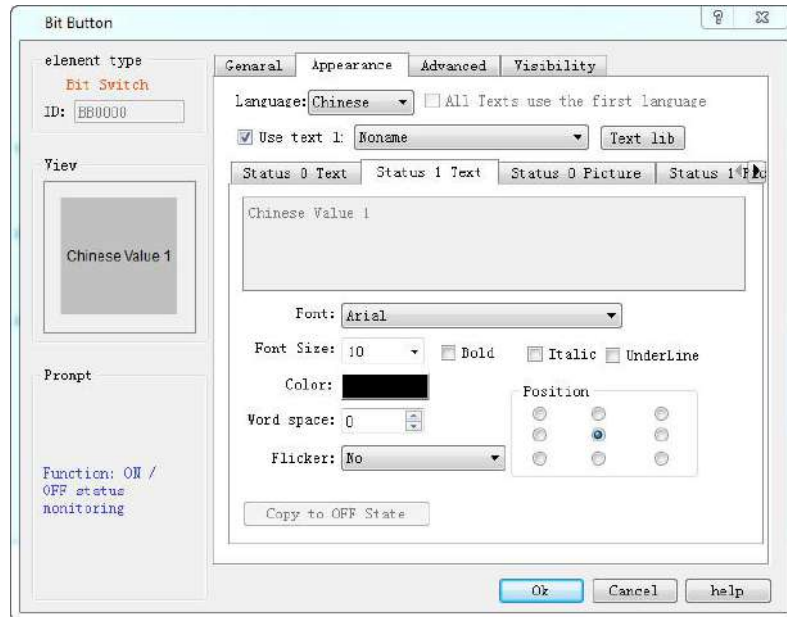 Bit Button
element type
Bit Switch
ID: BB0000
View
Chinese Value 1
Prompt
Function: ON /
OFF status
monitoring
General Appearance Advanced Visibility
Language: Chinese All Texts use the first language
Use text l: Noname Text lib
Status 0 Text Status 1 Text Status 0 Picture Status 1
Chinese Value 1
Font: Arial
Font Size: 10 Bold Italic UnderLine
Color:
Position
Word space: 0
Flicker: No
Copy to OFF State
Ok Cancel help